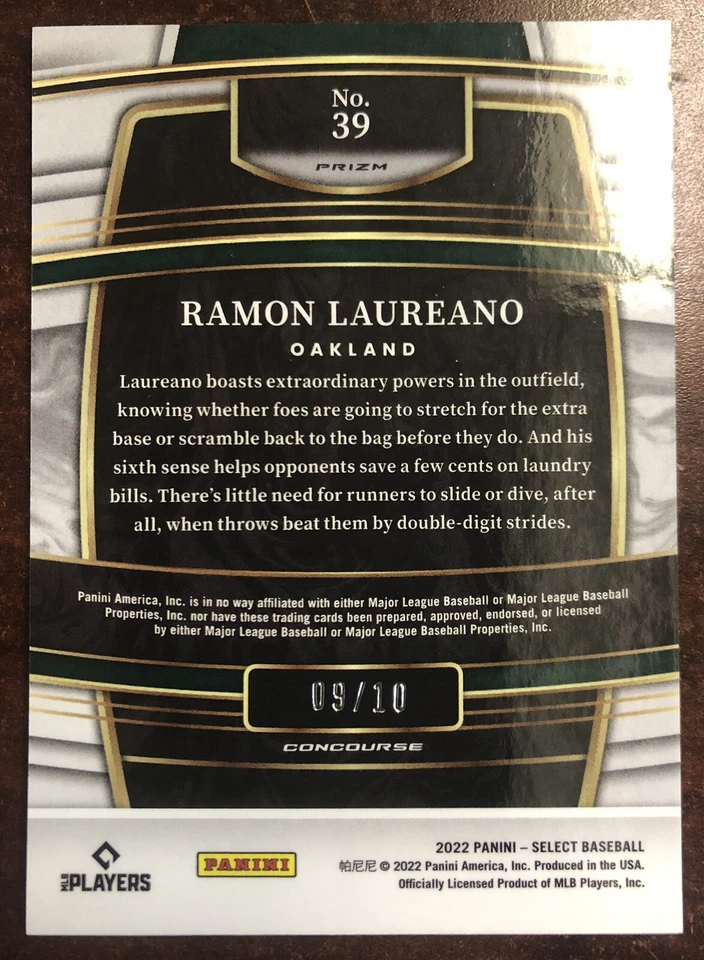 No.
39
PRIZM
RAMON LAUREANO
OAKLAND
Laureano boasts extraordinary powers in the outfield,
knowing whether foes are going to stretch for the extra
base or scramble back to the bag before they do. And his
sixth sense helps opponents save a few cents on laundry
bills. There's little need for runners to slide or dive, after
all, when throws beat them by double-digit strides.
Panini America, Inc. is in no way affiliated with either Major League Baseball or Major League Baseball
Properties, Inc. nor have these trading cards been prepared, approved, endorsed, or licensed
by either Major League Baseball or Major League Baseball Properties, Inc.
09/10
CONCOURSE
MLB PLAYERS
PANINI
2022 PANINI – SELECT BASEBALL
帕尼尼 © 2022 Panini America, Inc. Produced in the USA.
Officially Licensed Product of MLB Players, Inc.